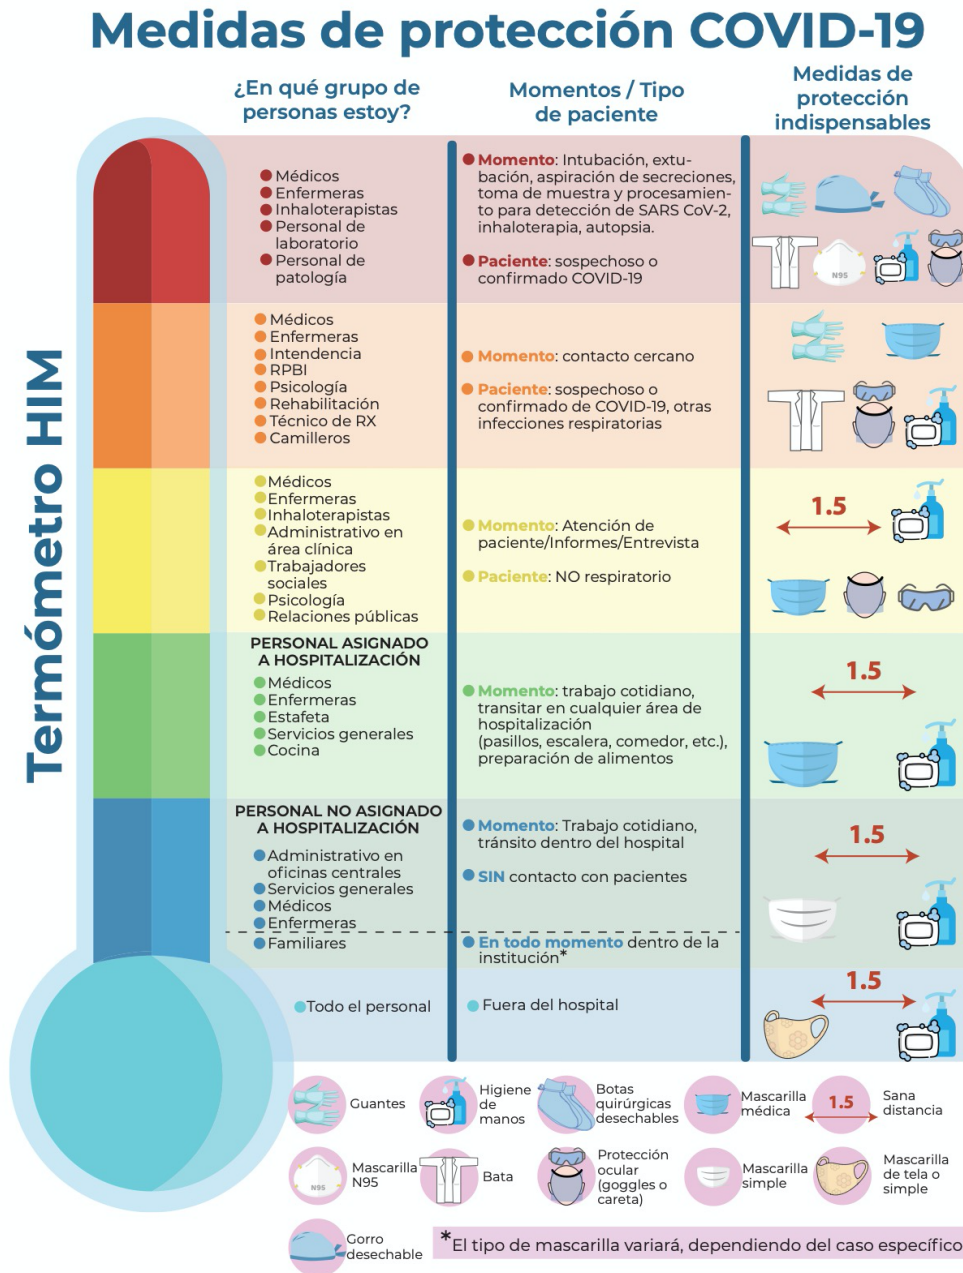 Medidas de protección COVID-19
Termómetro HIM
¿En qué grupo de
personas estoy?
Momentos / Tipo
de paciente
Medidas de
protección
indispensables
Médicos
Enfermeras
Inhaloterapistas
Personal de
laboratorio
Personal de
patología
Momento: Intubación, extu-
bación, aspiración de secreciones,
toma de muestra y procesamien-
to para detección de SARS CoV-2,
inhaloterapia, autopsia.
Paciente: sospechoso o
confirmado COVID-19
N95
Médicos
Enfermeras
Intendencia
RPBI
Psicología
Rehabilitación
Técnico de RX
Camilleros
Momento: contacto cercano
Paciente: sospechoso o
confirmado de COVID-19, otras
infecciones respiratorias
Médicos
Enfermeras
Inhaloterapistas
Administrativo en
área clínica
Trabajadores
sociales
Psicología
Relaciones públicas
Momento: Atención de
paciente/Informes/Entrevista
Paciente: NO respiratorio
1.5
PERSONAL ASIGNADO
A HOSPITALIZACIÓN
Médicos
Enfermeras
Estafeta
Servicios generales
Cocina
Momento: trabajo cotidiano,
transitar en cualquier área de
hospitalización
(pasillos, escalera, comedor, etc.),
preparación de alimentos
1.5
PERSONAL NO ASIGNADO
A HOSPITALIZACIÓN
Administrativo en
oficinas centrales
Servicios generales
Médicos
Enfermeras
Familiares
Momento: Trabajo cotidiano,
tránsito dentro del hospital
SIN contacto con pacientes
En todo momento dentro de la
institución*
1.5
Todo el personal
Fuera del hospital
1.5
Guantes
Higiene
de
manos
Botas
quirúrgicas
desechables
Mascarilla
médica
1.5
Sana
distancia
N95
Mascarilla
N95
Bata
Protección
ocular
(goggles o
careta)
Mascarilla
simple
Mascarilla
de tela o
simple
Gorro
desechable
*El tipo de mascarilla variará, dependiendo del caso específico